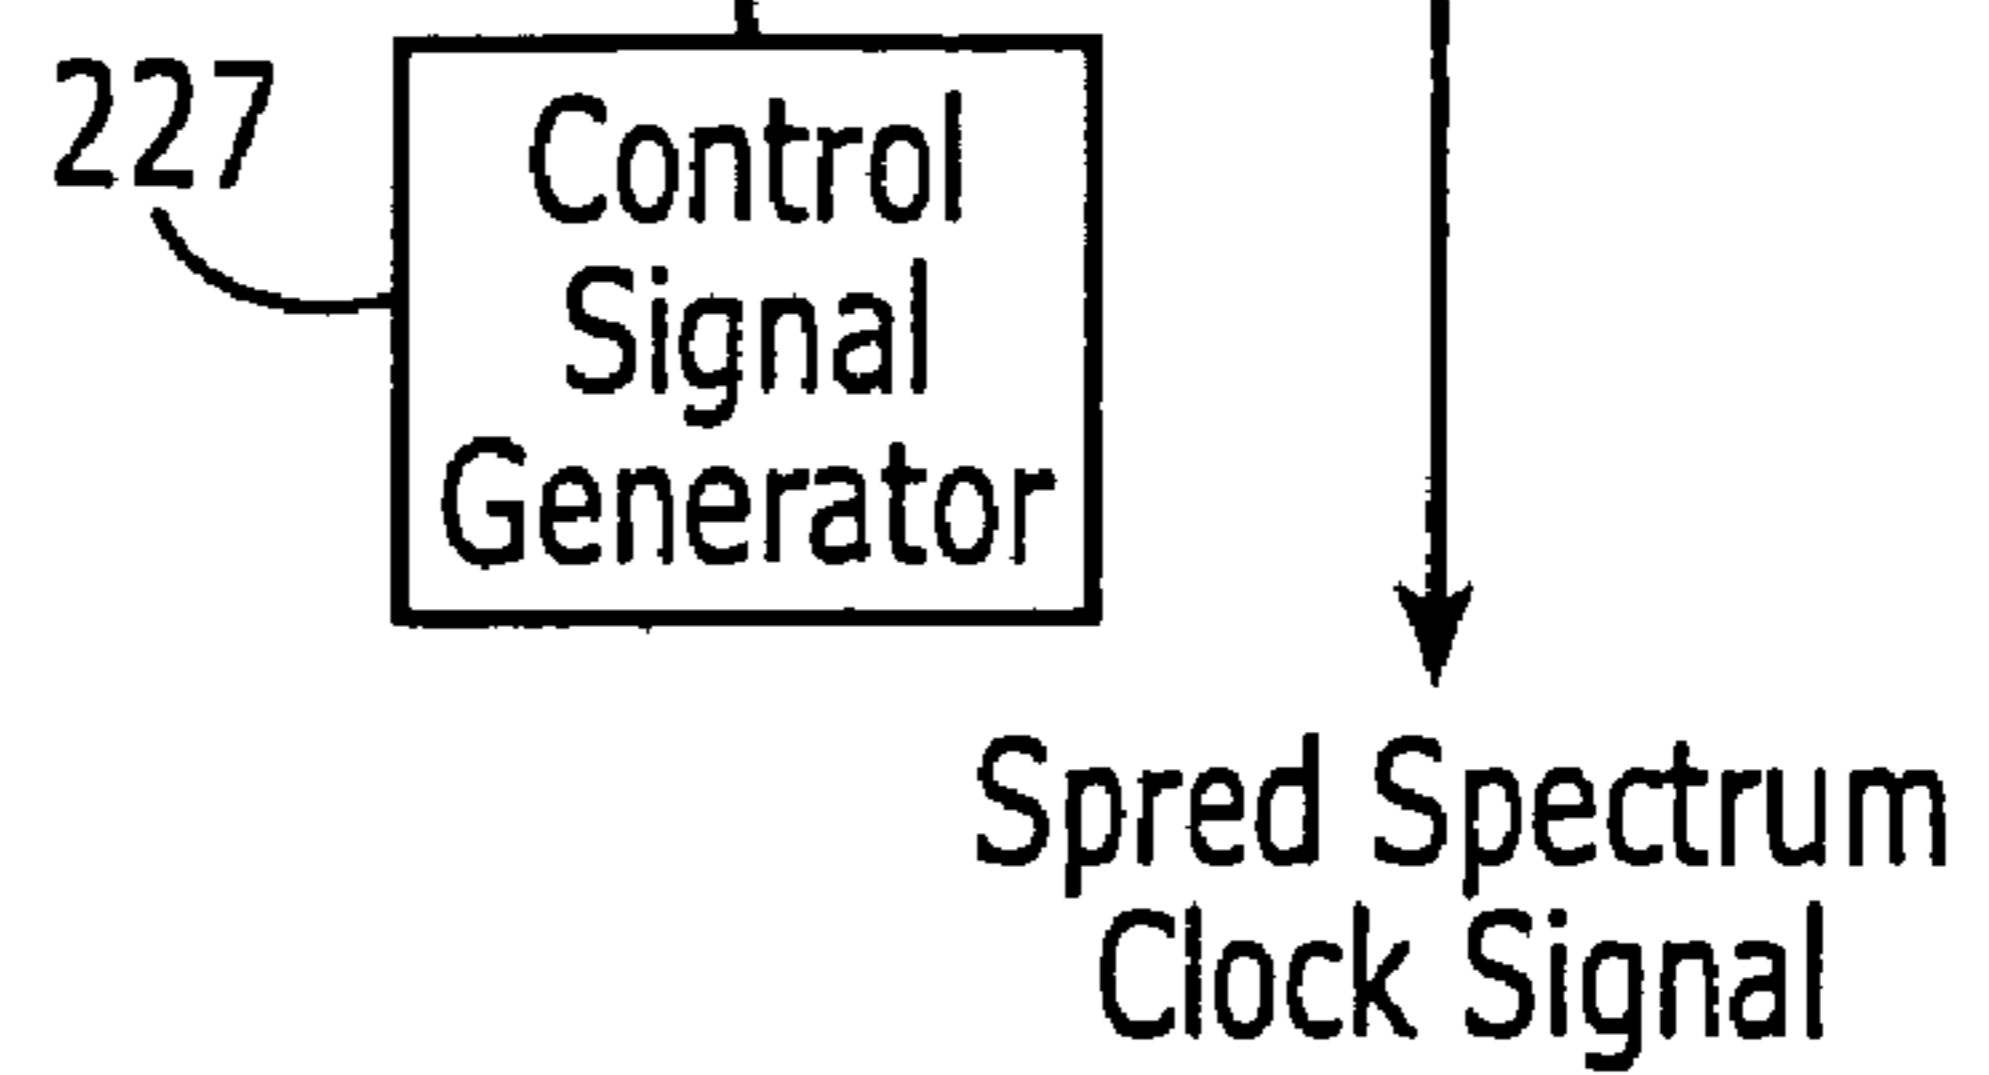 227
Control
Signal
Generator
Spred Spectrum
Clock Signal